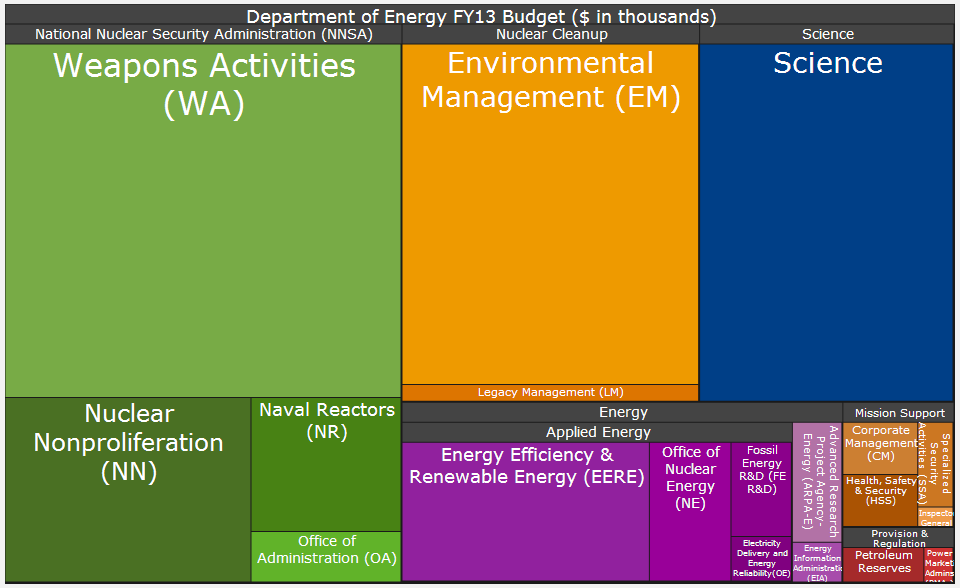 Department of Energy FY13 Budget ($ in thousands)
National Nuclear Security Administration (NNSA)
Nuclear Cleanup
Science
Weapons Activities
(WA)
Environmental
Management (EM)
Science
Legacy Management (LM)
Nuclear
Nonproliferation
(NN)
Naval Reactors
(NR)
Office of
Administration (OA)
Energy
Applied Energy
Energy Efficiency &
Renewable Energy (EERE)
Office of
Nuclear
Energy
(NE)
Fossil
Energy
R&D (FE
R&D)
Electricity
Delivery and
Energy
Reliability(OE)
Advanced Research
Project Agency-
Energy (ARPA-E)
Energy
Information
Administratio
(EIA)
Mission Support
Corporate
Management
(CM)
Specialized
Security
Activities (SSA)
Health, Safety
& Security
(HSS)
Inspecto
General
Provision &
Regulation
Petroleum
Reserves
Power
Market
Admins